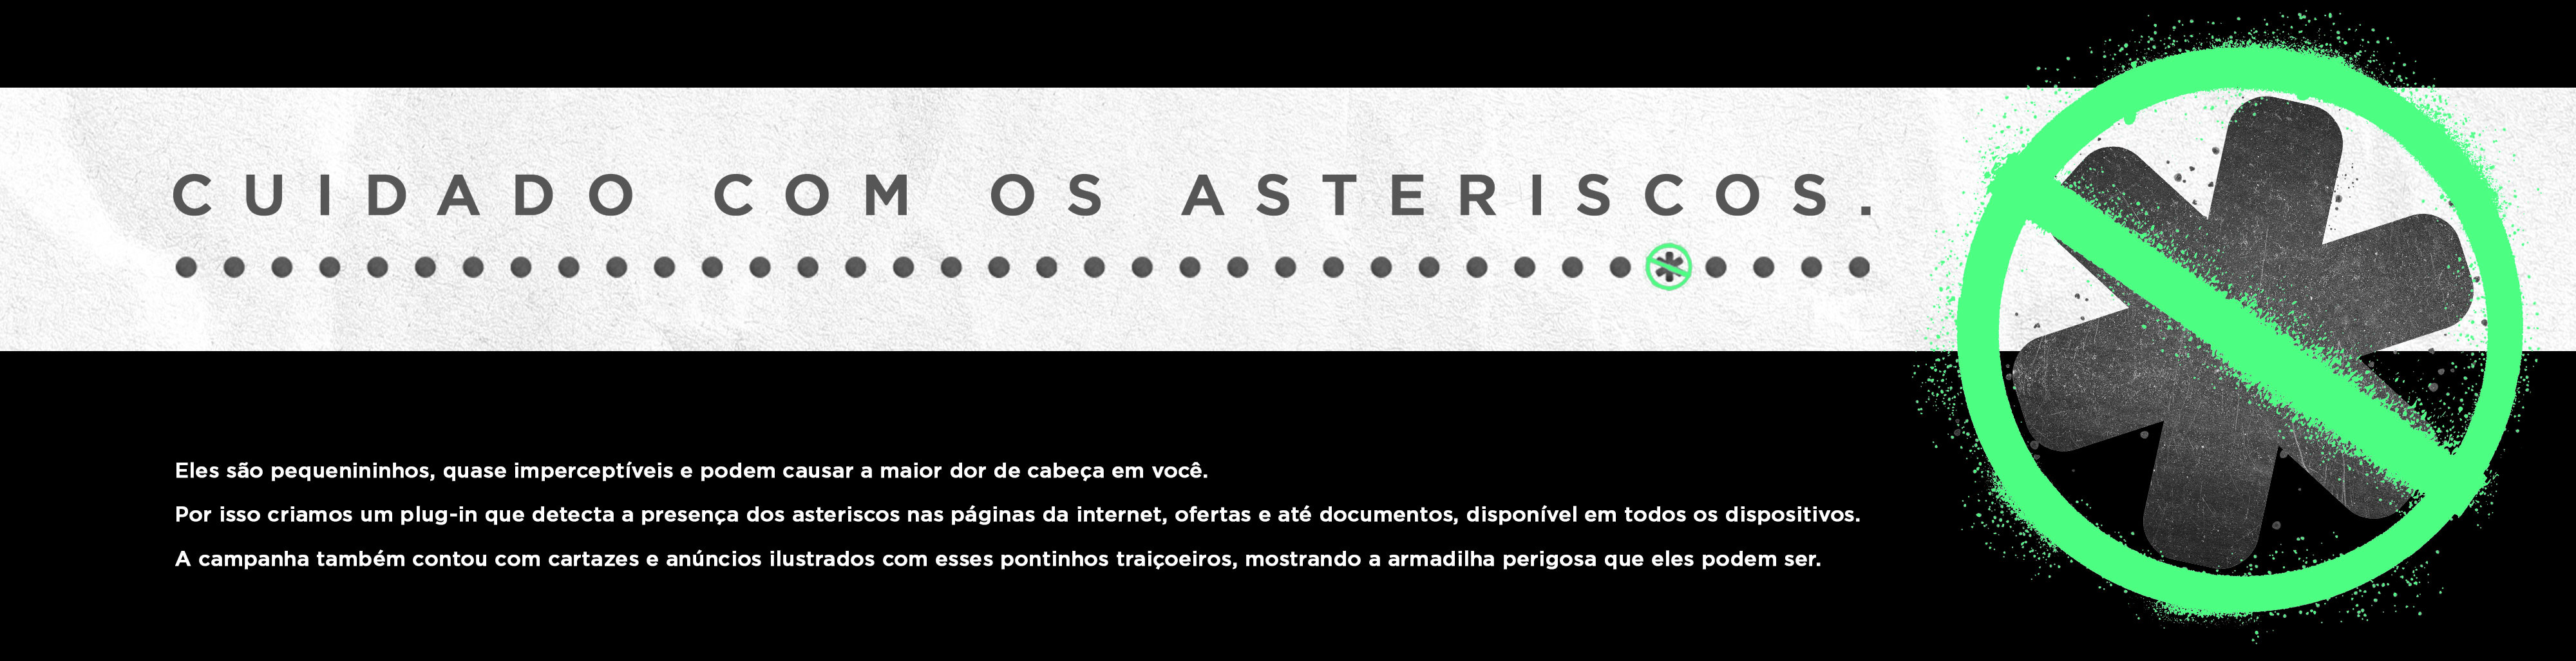 CUIDADO COM OS ASTERISCOS.
Eles são pequenininhos, quase imperceptíveis e podem causar a maior dor de cabeça em você.
Por isso criamos um plug-in que detecta a presença dos asteriscos nas páginas da internet, ofertas e até documentos, disponível em todos os dispositivos.
A campanha também contou com cartazes e anúncios ilustrados com esses pontinhos traiçoeiros, mostrando a armadilha perigosa que eles podem ser.